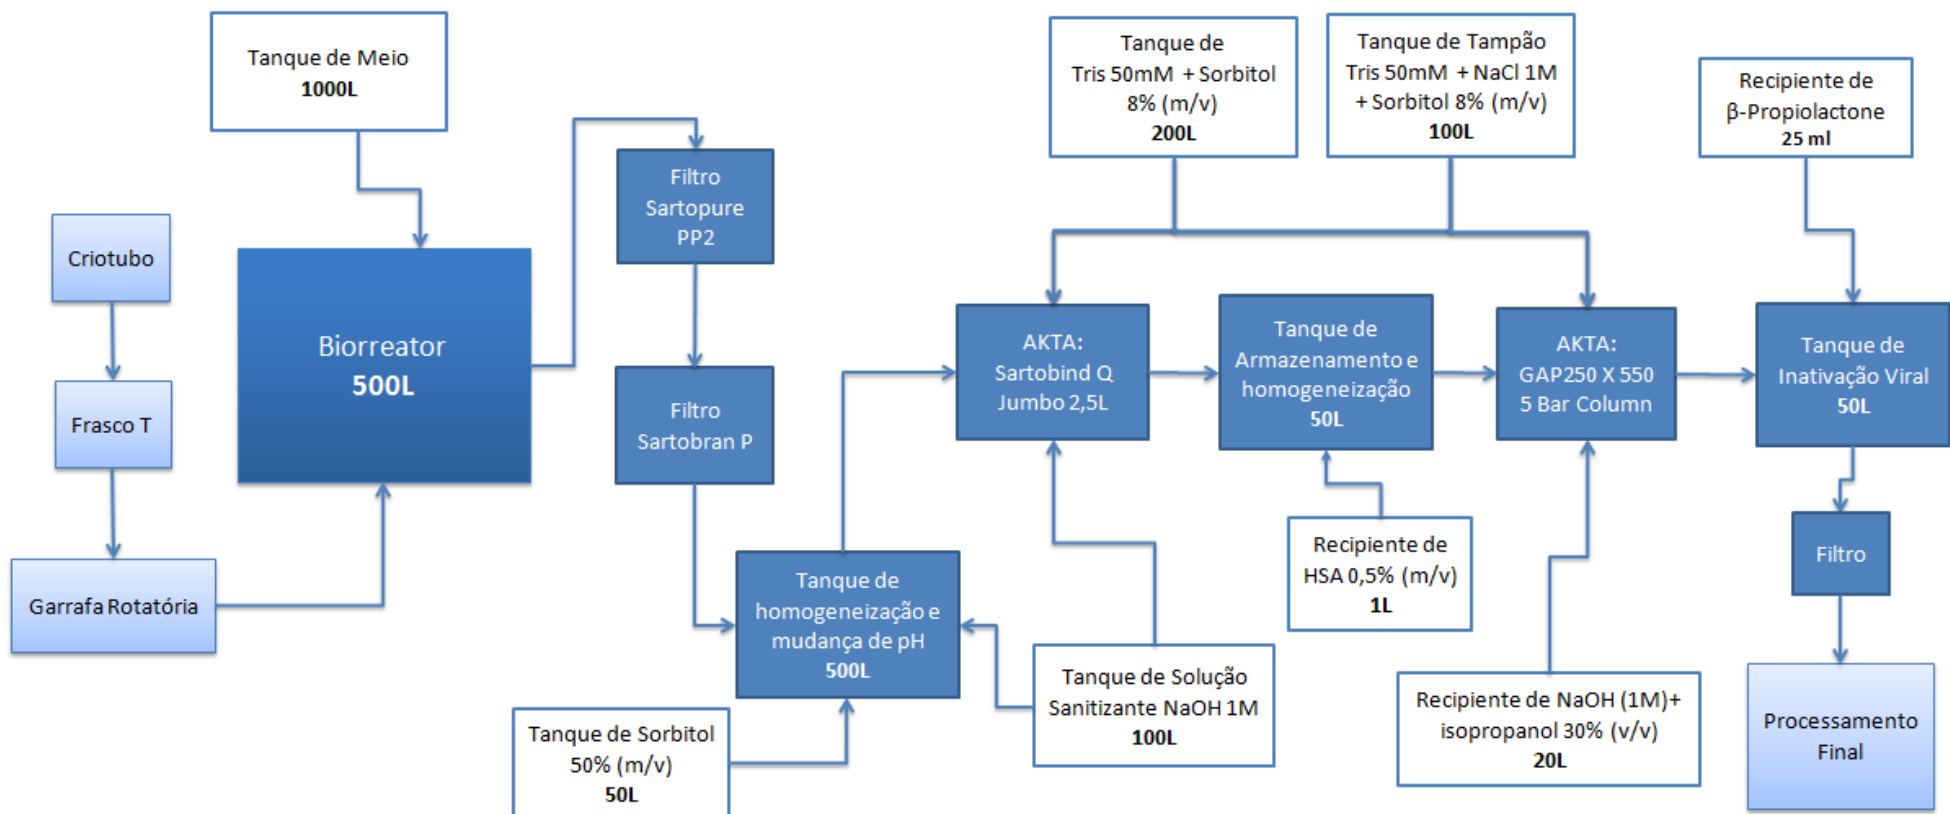 Tanque de Meio
1000L
Criotubo
Frasco T
Garrafa Rotatória
Biorreator
500L
Filtro
Sartopure
PP2
Filtro
Sartobran P
Tanque de
homogeneização e
mudança de pH
500L
Tanque de Sorbitol
50% (m/v)
50L
Tanque de Solução
Sanitizante NaOH 1M
100L
Tanque de
Tris 50mM + Sorbitol
8% (m/v)
200L
Tanque de Tampão
Tris 50mM + NaCl 1M
+ Sorbitol 8% (m/v)
100L
AKTA:
Sartobind Q
Jumbo 2,5L
Tanque de
Armazenamento e
homogeneização
50L
Recipiente de
HSA 0,5% (m/v)
1L
AKTA:
GAP250 X 550
5 Bar Column
Recipiente de NaOH (1M)+
isopropanol 30% (v/v)
20L
Recipiente de
β-Propiolactone
25 ml
Tanque de
Inativação Viral
50L
Filtro
Processamento
Final